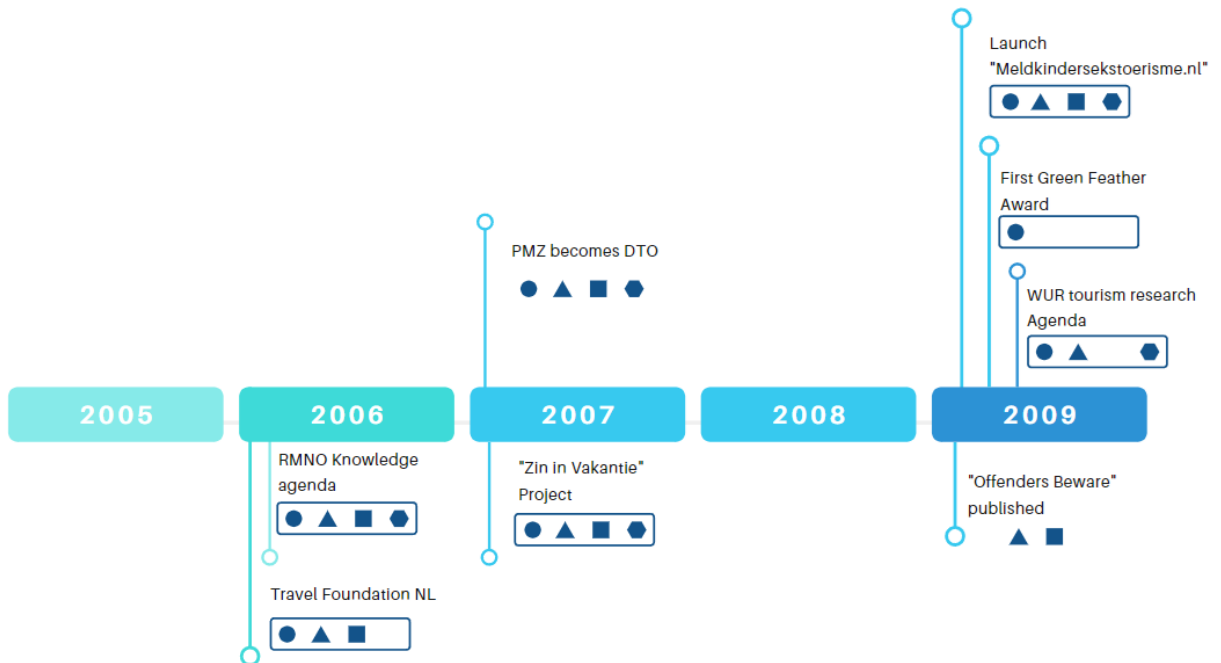 Launch
"Meldkindersekstoerisme.nl"
First Green Feather
Award
PMZ becomes DTO
WUR tourism research
Agenda
2005
2006
2007
2008
2009
RMNO Knowledge
agenda
"Zin in Vakantie"
Project
"Offenders Beware"
published
Travel Foundation NL